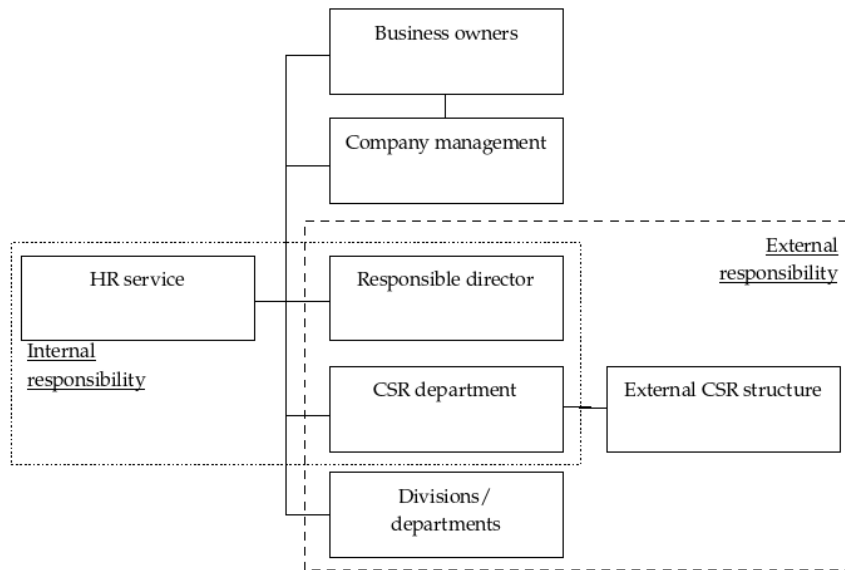 Business owners
Company management
External
responsibility
HR service
Responsible director
Internal
responsibility
CSR department
External CSR structure
Divisions/
departments